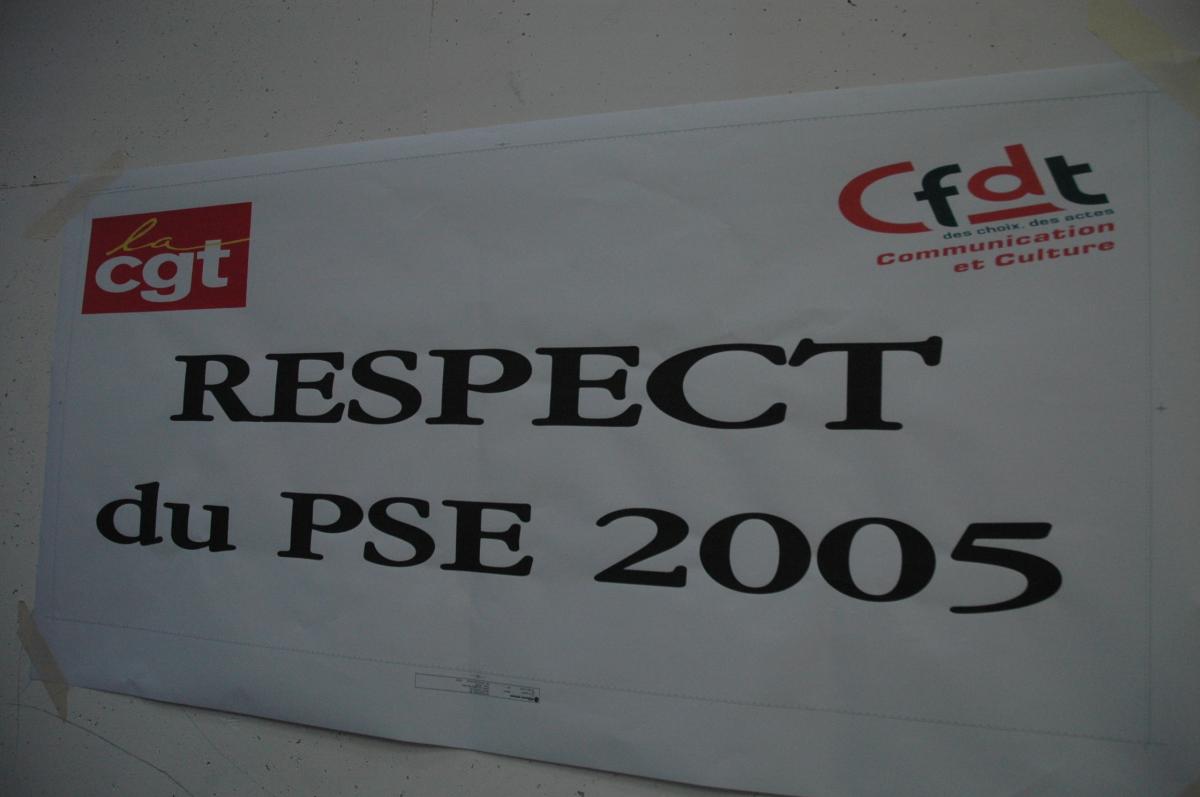 la
cgt
Cfdt
des choix. des actes
Communication
et Culture
RESPECT
du PSE 2005